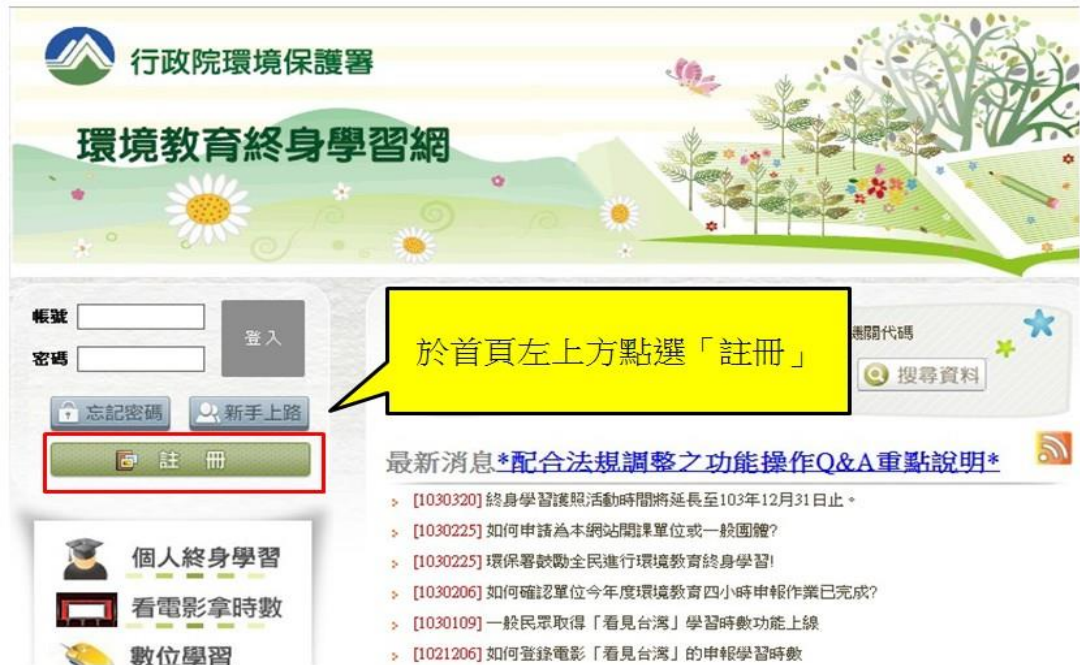 行政院環境保護署
環境教育終身學習網
帳號
密碼
登入
忘記密碼
新手上路
註 冊
於首頁左上方點選「註冊」
機關代碼
搜尋資料
最新消息*配合法規調整之功能操作Q&A重點說明*
[1030320] 終身學習護照活動時間將延長至103年12月31日止。
[1030225] 如何申請為本網站開課單位或一般團體?
[1030225] 環保署鼓勵全民進行環境教育終身學習!
[1030206] 如何確認單位今年度環境教育四小時申報作業已完成?
[1030109] 一般民眾取得「看見台灣」學習時數功能上線
[1021206] 如何登錄電影「看見台灣」的申報學習時數
個人終身學習
看電影拿時數
數位學習